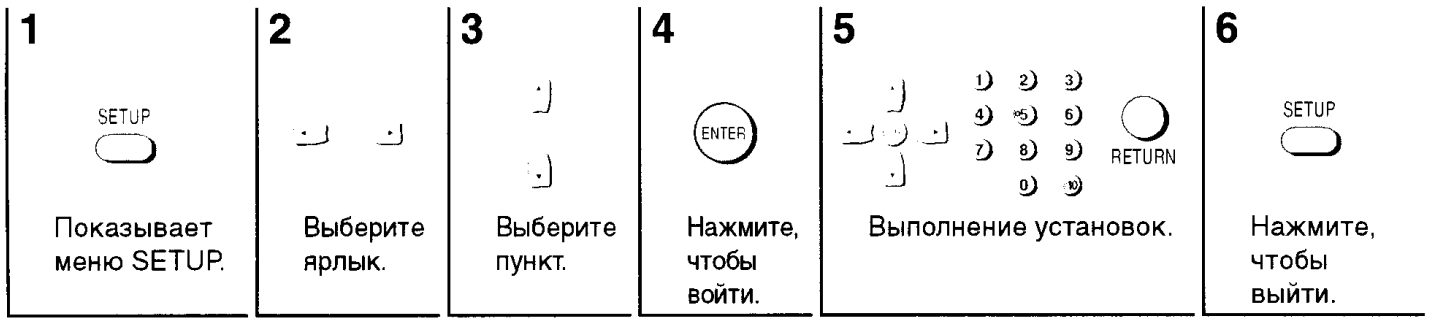 1
SETUP
Показывает
меню SETUP.
2
Выберите
ярлык.
3
Выберите
пункт.
4
ENTER
Нажмите,
чтобы
войти.
5
1 2 3
4 5 6
7 8 9
0 10
RETURN
Выполнение установок.
6
SETUP
Нажмите,
чтобы
выйти.